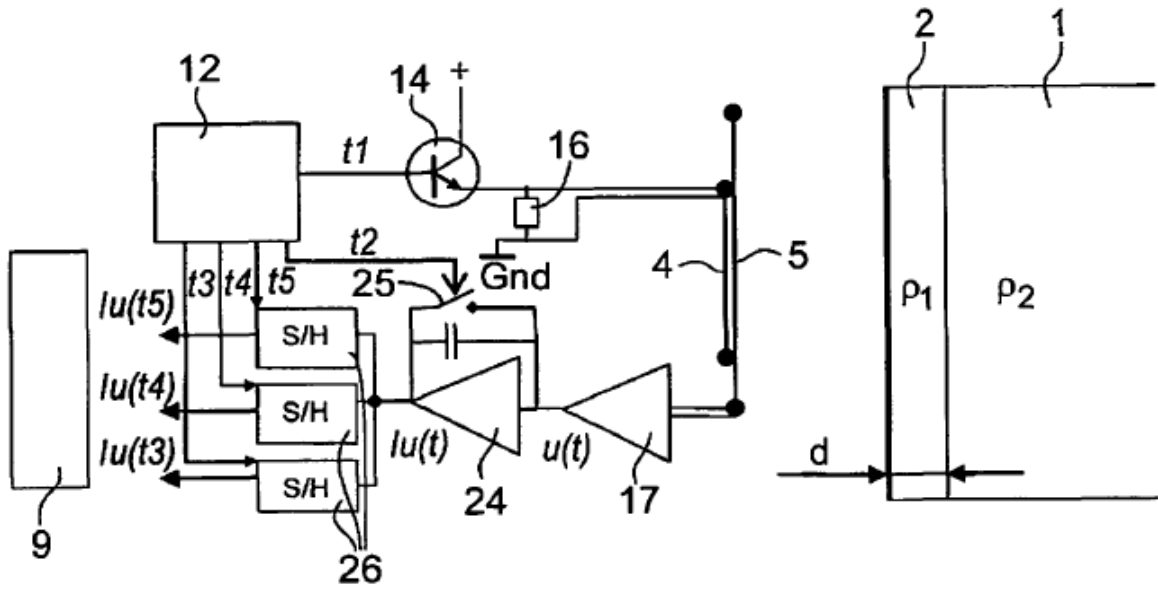 2 1
12
14 +
t1
16
t2
Gnd
4 5
t3 t4 t5
25
ρ1 ρ2
Iu(t5)
S/H
Iu(t4)
S/H
Iu(t) u(t)
Iu(t3)
S/H
24 17
d
9
26